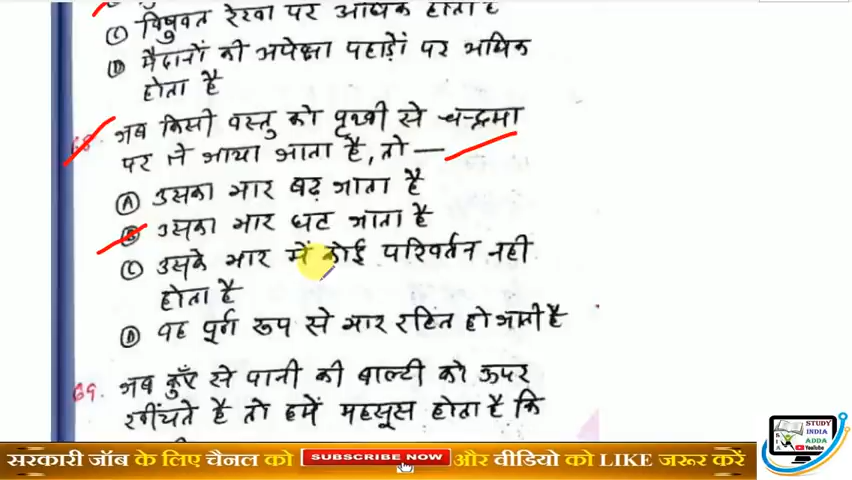 Ⓒ विषुवत रेखा पर अधिक होता है
Ⓓ मैदानों की अपेक्षा पहाड़ों पर अधिक
होता है
68. जब किसी वस्तु को पृथ्वी से चन्द्रमा
पर ले जाया जाता है, तो —
Ⓐ उसका भार बढ़ जाता है
Ⓑ उसका भार घट जाता है
Ⓒ उसके भार में कोई परिवर्तन नही
होता है
Ⓓ वह पूर्ण रूप से भार रहित हो जाती है
69. जब कुएँ से पानी की बाल्टी को ऊपर
खींचते है तो हमें महसूस होता है कि
सरकारी जॉब के लिए चैनल को SUBSCRIBE NOW और वीडियो को LIKE जरूर करें
STUDY
INDIA
ADDA
YouTube